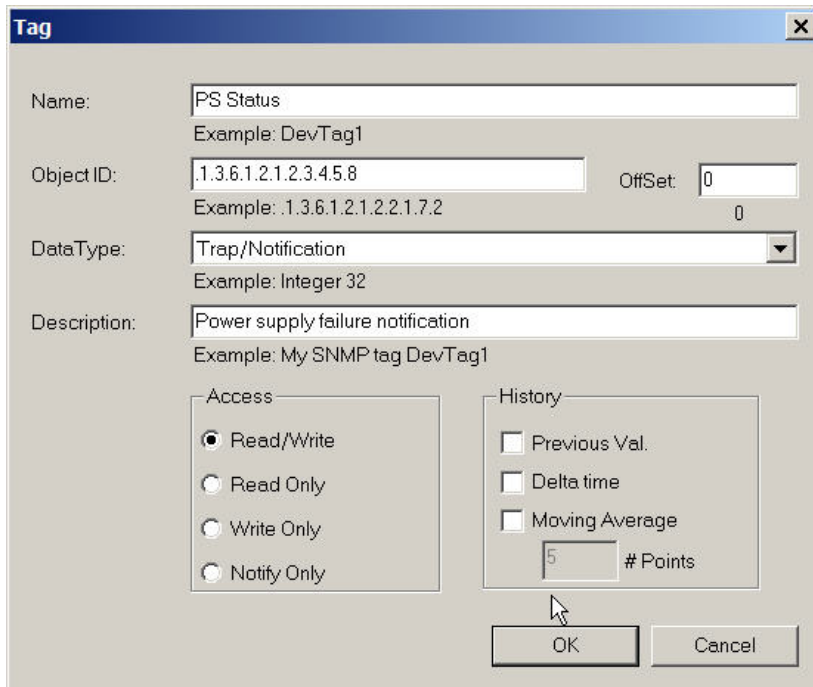 Tag
Name: PS Status
Example: DevTag1
Object ID: .1.3.6.1.2.1.2.3.4.5.8 OffSet: 0
Example: .1.3.6.1.2.1.2.2.1.7.2 0
DataType: Trap/Notification
Example: Integer 32
Description: Power supply failure notification
Example: My SNMP tag DevTag1
Access History
Read/Write Previous Val.
Read Only Delta time
Write Only Moving Average
5 # Points
Notify Only
OK Cancel